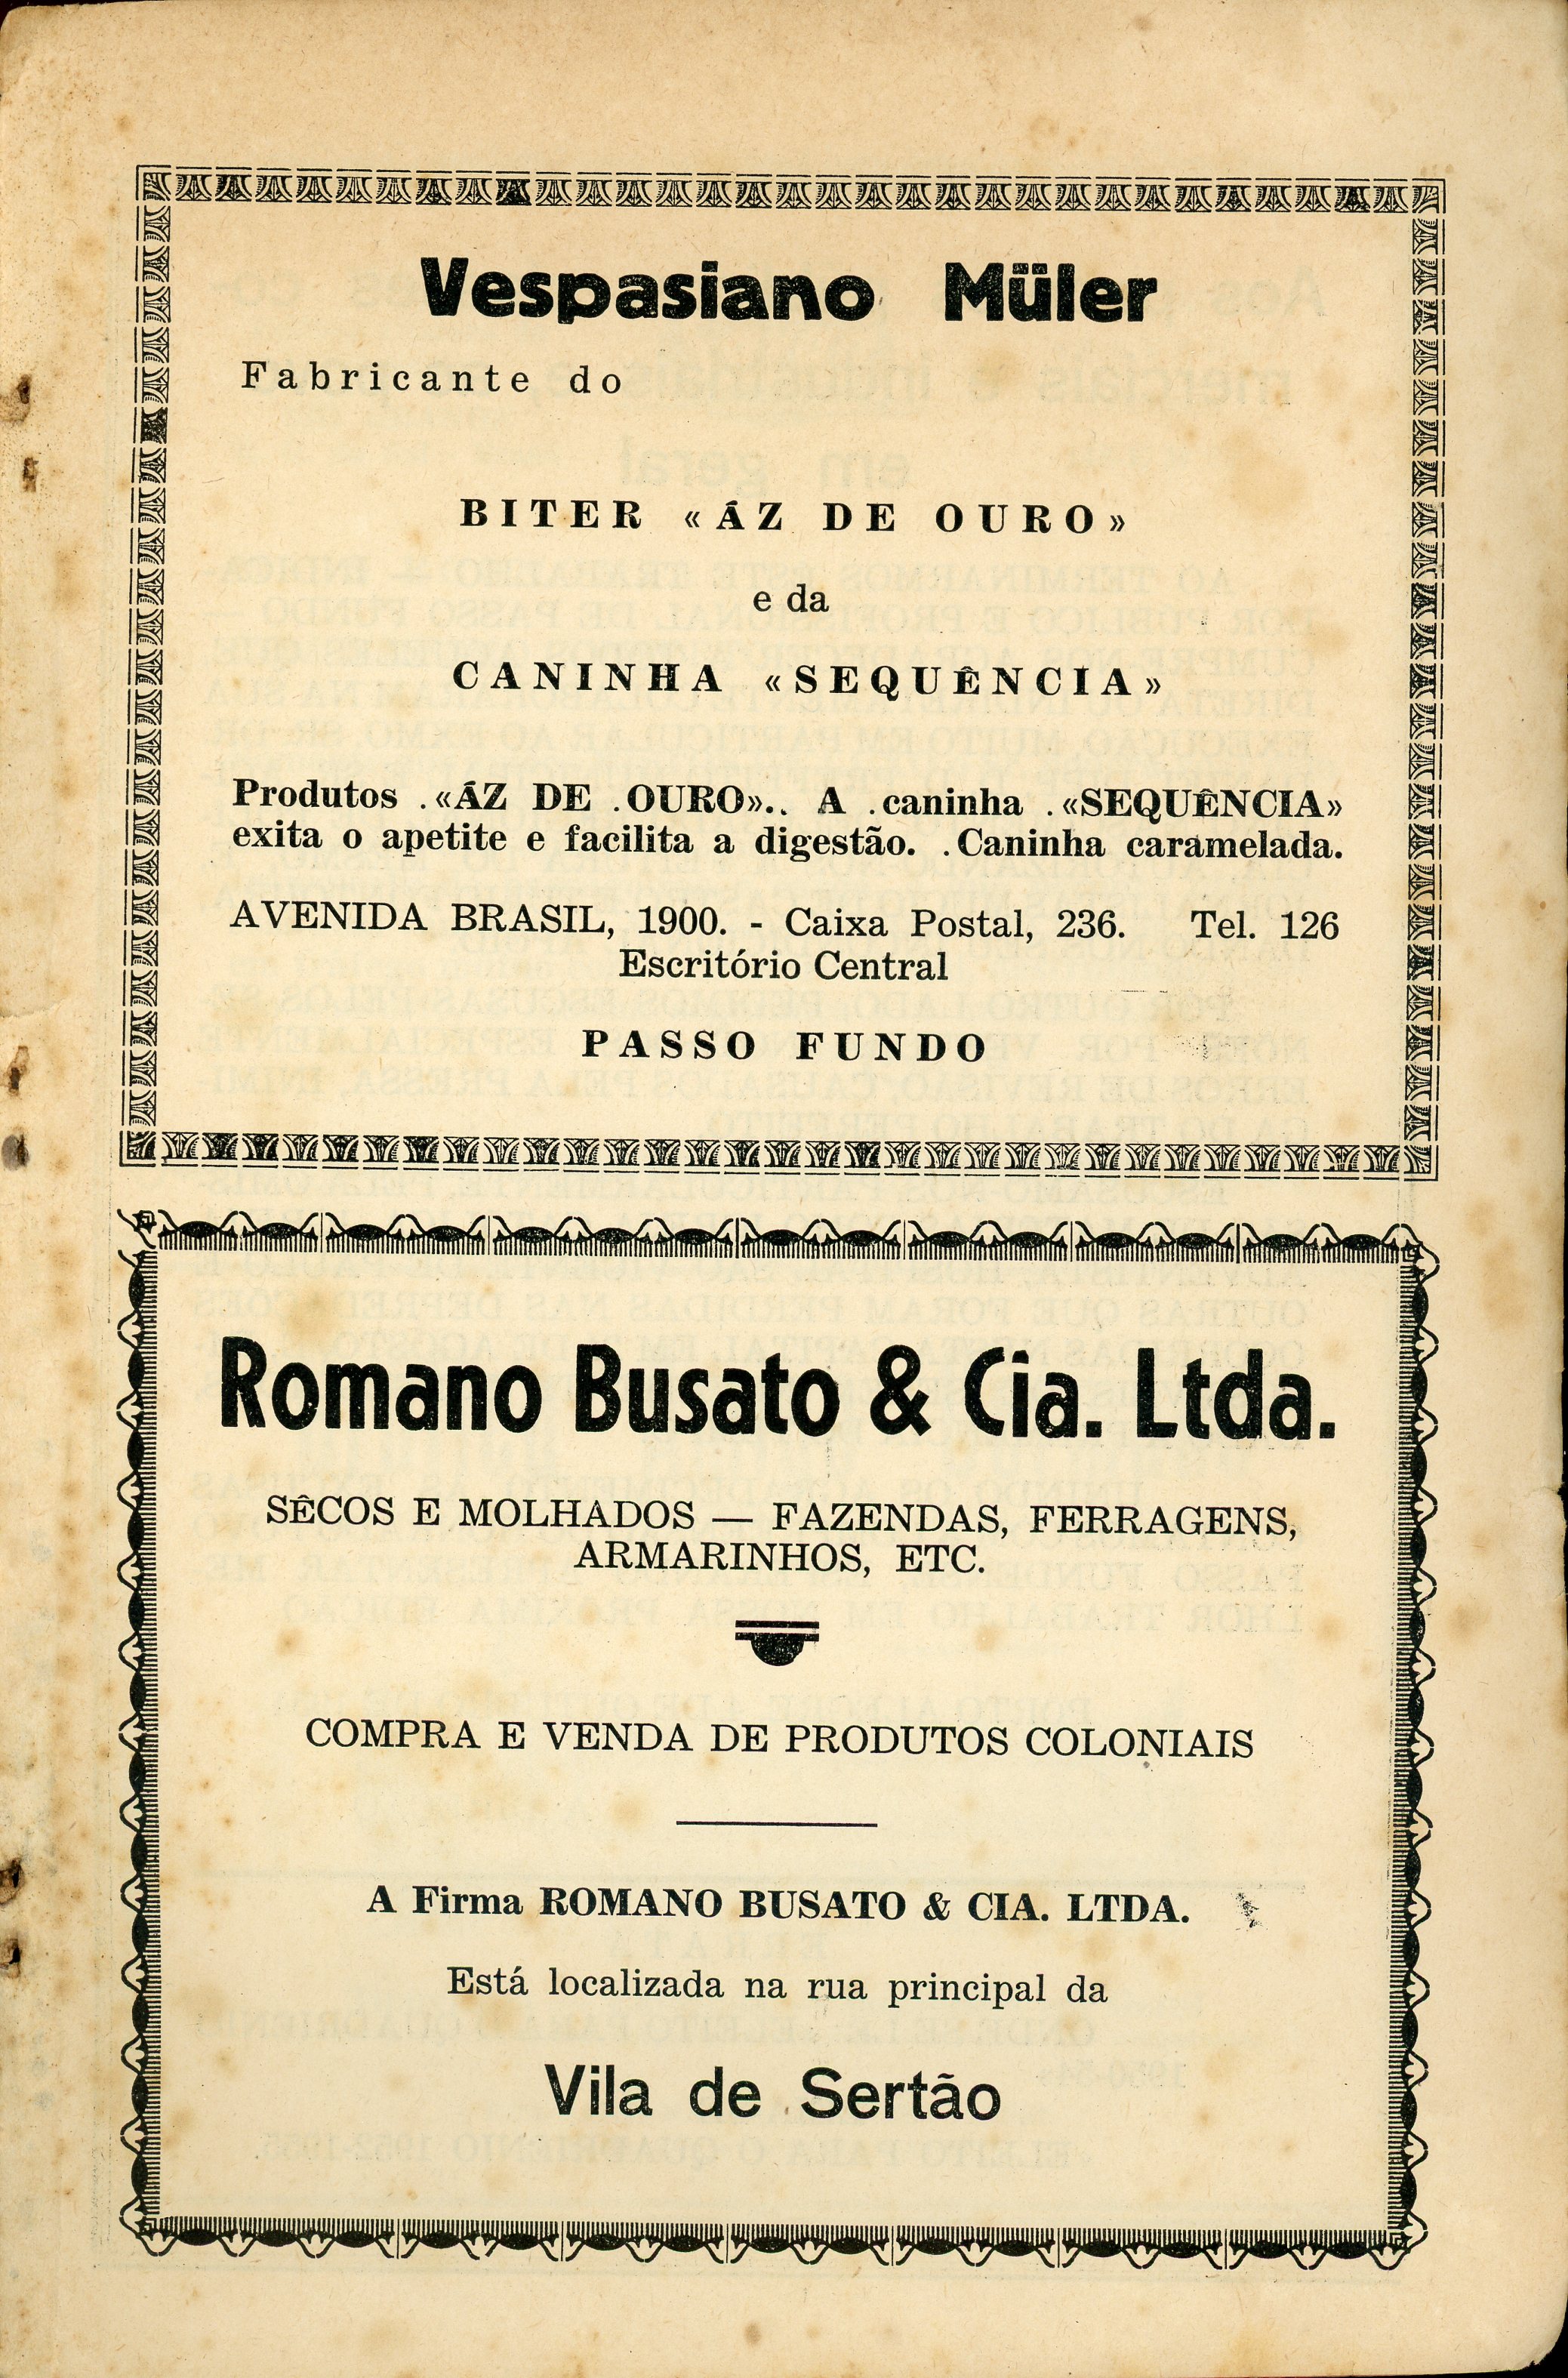 Vespasiano Müler
Fabricante do
BITER «ÁZ DE OURO»
e da
CANINHA «SEQUÊNCIA»
Produtos .«ÁZ DE .OURO».. A .caninha .«SEQUÊNCIA»
exita o apetite e facilita a digestão. .Caninha caramelada.
AVENIDA BRASIL, 1900. - Caixa Postal, 236. Tel. 126
Escritório Central
PASSO FUNDO
Romano Busato & Cia. Ltda.
SÊCOS E MOLHADOS — FAZENDAS, FERRAGENS,
ARMARINHOS, ETC.
COMPRA E VENDA DE PRODUTOS COLONIAIS
A Firma ROMANO BUSATO & CIA. LTDA.
Está localizada na rua principal da
Vila de Sertão